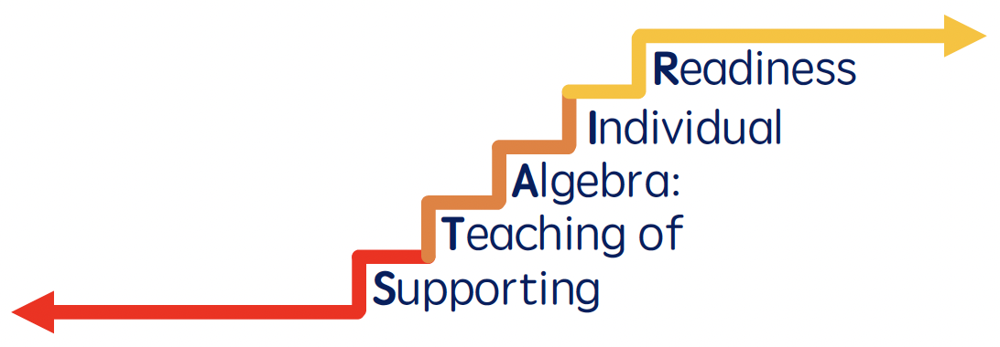 Supporting
Teaching of
Algebra:
Individual
Readiness